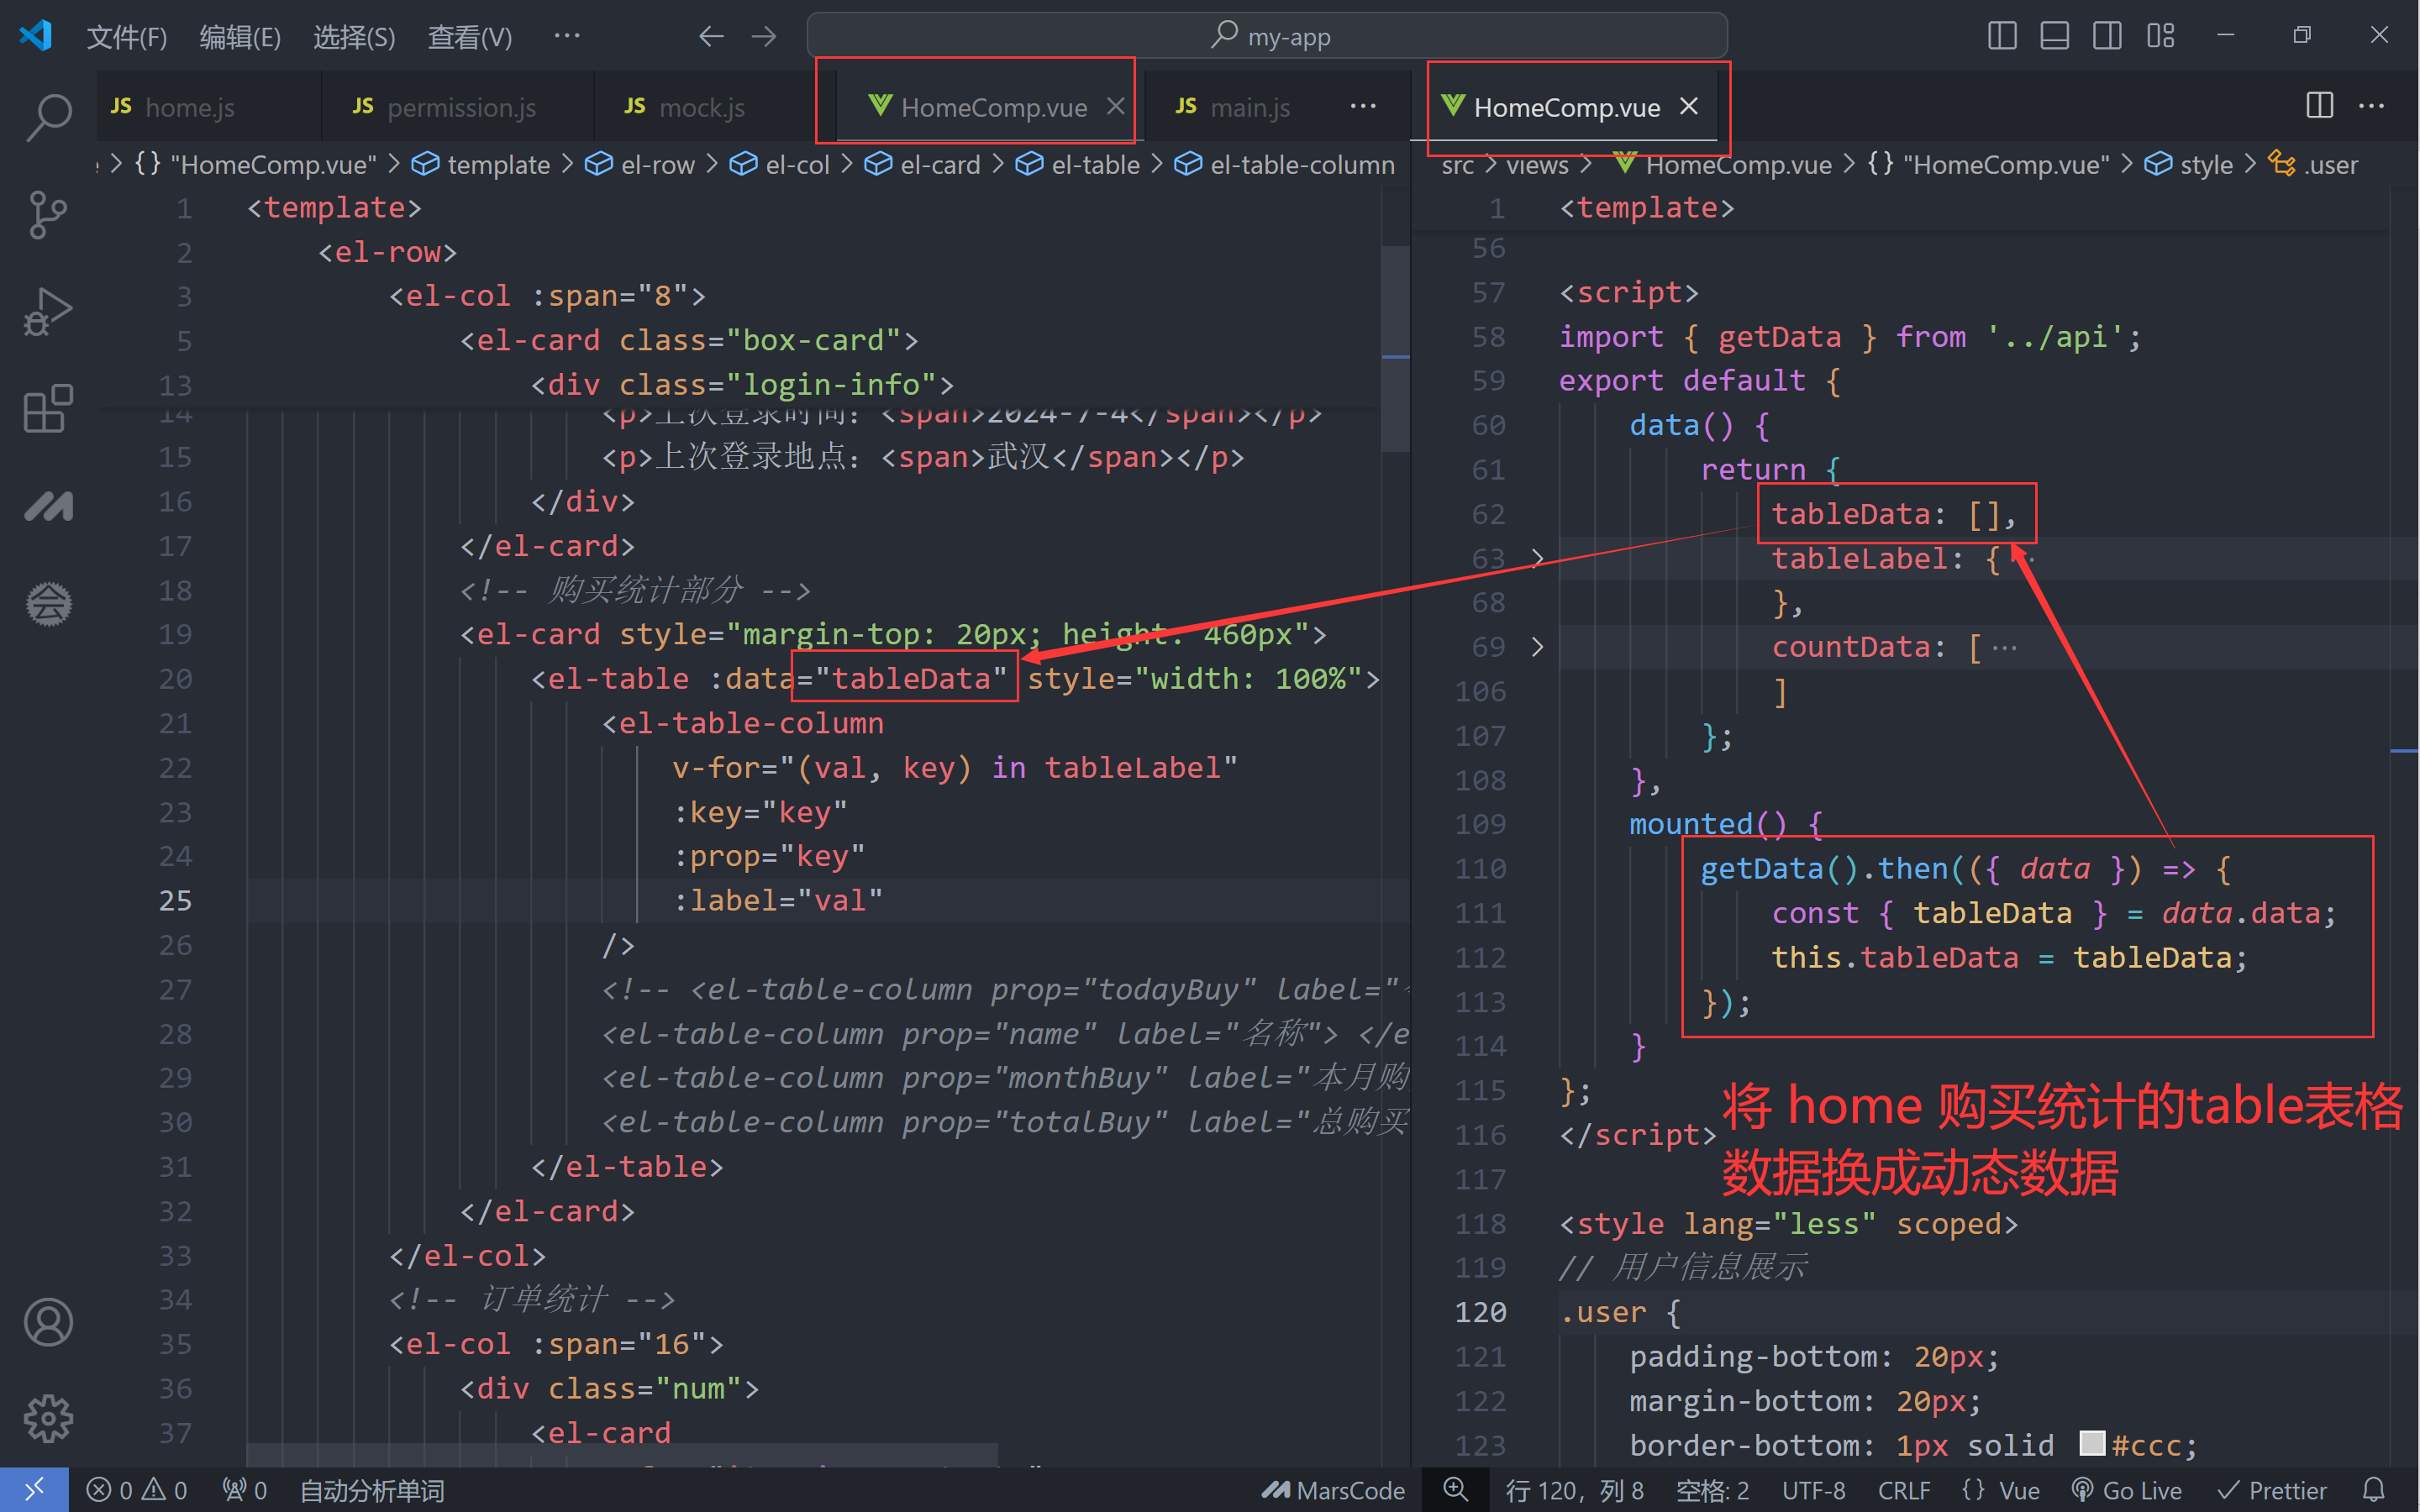 文件(F) 编辑(E) 选择(S) 查看(V) ··· my-app
JS home.js JS permission.js JS mock.js HomeComp.vue JS main.js ···
{} "HomeComp.vue" > template > el-row > el-col > el-card > el-table > el-table-column
1 <template>
2 <el-row>
3 <el-col :span="8">
5 <el-card class="box-card">
13 <div class="login-info">
14 <p>上次登录时间: <span>2024-7-4</span></p>
15 <p>上次登录地点: <span>武汉</span></p>
16 </div>
17 </el-card>
18 <!-- 购买统计部分 -->
19 <el-card style="margin-top: 20px; height: 460px">
20 <el-table :data="tableData" style="width: 100%">
21 <el-table-column
22 v-for="(val, key) in tableLabel"
23 :key="key"
24 :prop="key"
25 :label="val"
26 />
27 <!-- <el-table-column prop="todayBuy" label="
28 <el-table-column prop="name" label="名称"> </e
29 <el-table-column prop="monthBuy" label="本月购
30 <el-table-column prop="totalBuy" label="总购买
31 </el-table>
32 </el-card>
33 </el-col>
34 <!-- 订单统计 -->
35 <el-col :span="16">
36 <div class="num">
37 <el-card
HomeComp.vue
src > views > HomeComp.vue > {} "HomeComp.vue" > style > .user
1 <template>
56
57 <script>
58 import { getData } from '../api';
59 export default {
60 data() {
61 return {
62 tableData: [],
63 tableLabel: {···
68 },
69 countData: [···
106 ]
107 };
108 },
109 mounted() {
110 getData().then(({ data }) => {
111 const { tableData } = data.data;
112 this.tableData = tableData;
113 });
114 }
115 };
116 </script>
117
118 <style lang="less" scoped>
119 // 用户信息展示
120 .user {
121 padding-bottom: 20px;
122 margin-bottom: 20px;
123 border-bottom: 1px solid #ccc;
将 home 购买统计的table表格
数据换成动态数据
会
0 0 0 自动分析单词 MarsCode 行 120，列 8 空格: 2 UTF-8 CRLF {} Vue Go Live Prettier